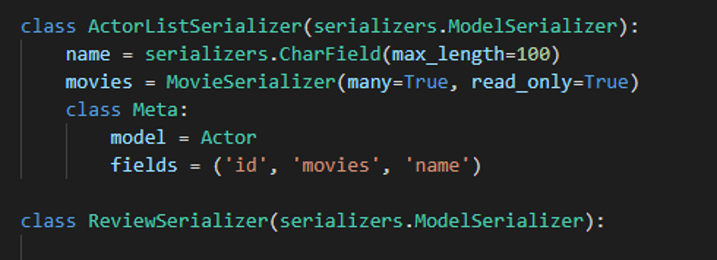 class ActorListSerializer(serializers.ModelSerializer):
    name = serializers.CharField(max_length=100)
    movies = MovieSerializer(many=True, read_only=True)
    class Meta:
        model = Actor
        fields = ('id', 'movies', 'name')
class ReviewSerializer(serializers.ModelSerializer):